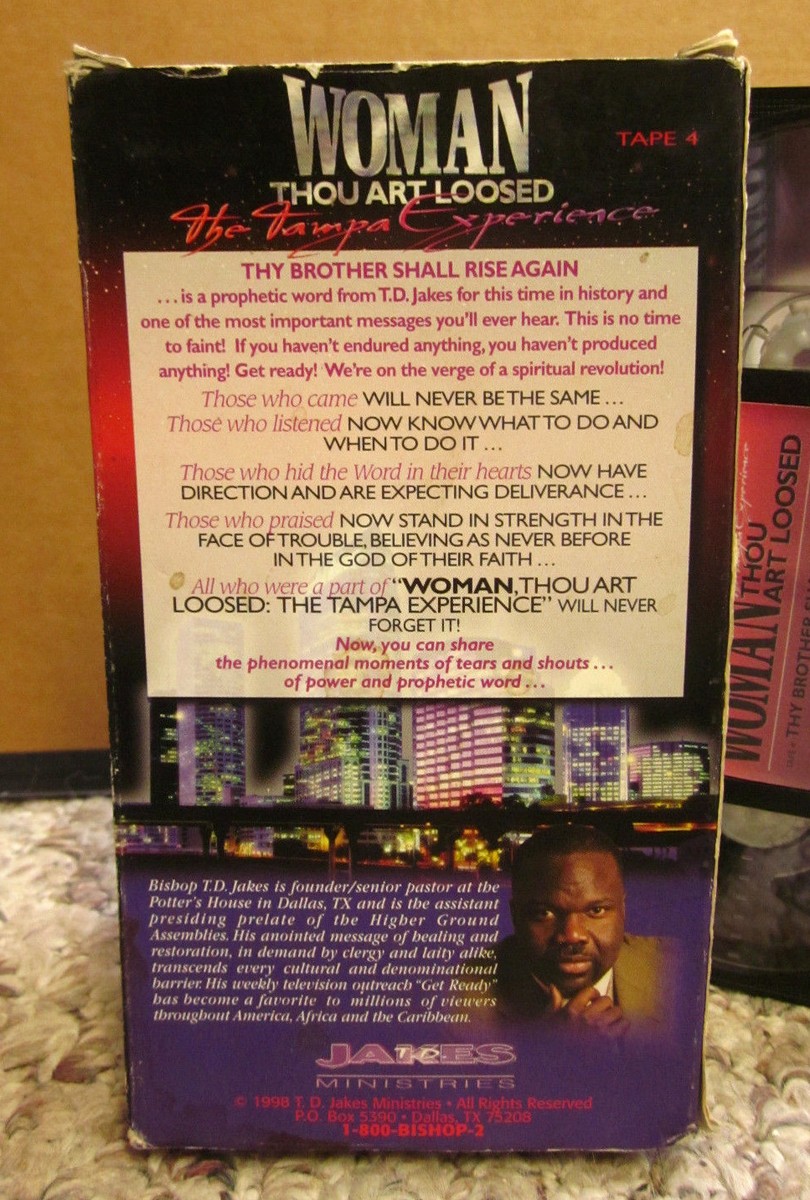 WOMAN
TAPE 4
THOU ART LOOSED
The Tampa Experience
THY BROTHER SHALL RISE AGAIN
...is a prophetic word from T.D. Jakes for this time in history and
one of the most important messages you'll ever hear. This is no time
to faint! If you haven't endured anything, you haven't produced
anything! Get ready! We're on the verge of a spiritual revolution!
Those who came WILL NEVER BE THE SAME...
Those who listened NOW KNOW WHAT TO DO AND
WHEN TO DO IT...
Those who hid the Word in their hearts NOW HAVE
DIRECTION AND ARE EXPECTING DELIVERANCE...
Those who praised NOW STAND IN STRENGTH IN THE
FACE OF TROUBLE, BELIEVING AS NEVER BEFORE
IN THE GOD OF THEIR FAITH...
All who were a part of "WOMAN, THOU ART
LOOSED: THE TAMPA EXPERIENCE" WILL NEVER
FORGET IT!
Now, you can share
the phenomenal moments of tears and shouts...
of power and prophetic word...
Bishop T.D. Jakes is founder/senior pastor at the
Potter's House in Dallas, TX and is the assistant
presiding prelate of the Higher Ground
Assemblies. His anointed message of healing and
restoration, in demand by clergy and laity alike,
transcends every cultural and denominational
barrier. His weekly television outreach "Get Ready"
has become a favorite to millions of viewers
throughout America, Africa and the Caribbean.
T.D. JAKES
MINISTRIES
© 1998 T. D. Jakes Ministries • All Rights Reserved
P.O. Box 5390 • Dallas, TX 75208
1-800-BISHOP-2
WOMAN THOU
ART LOOSED
THY BROTHER